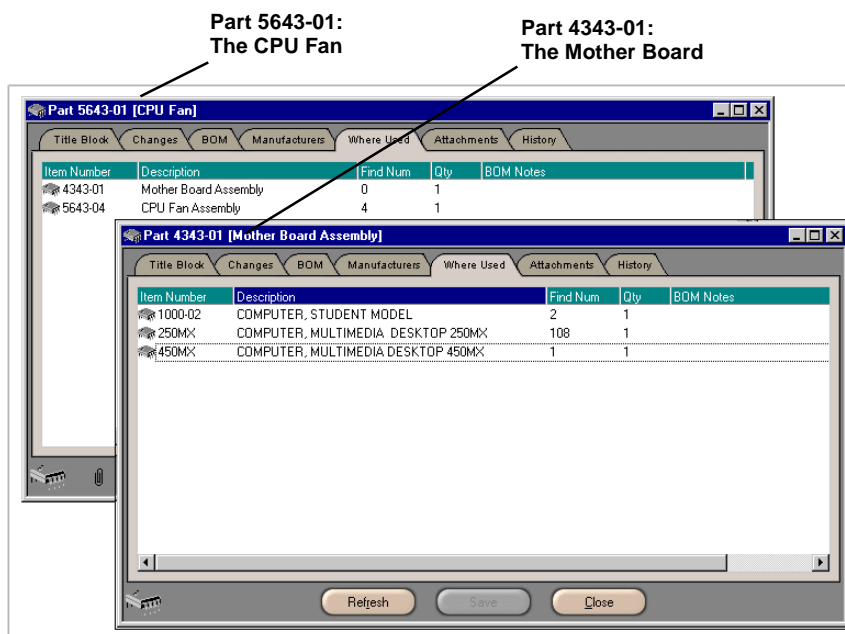 Part 5643-01:
The CPU Fan
Part 4343-01:
The Mother Board
Part 5643-01 [CPU Fan]
Title Block Changes BOM Manufacturers Where Used Attachments History
Item Number Description Find Num Qty BOM Notes
4343-01 Mother Board Assembly 0 1
5643-04 CPU Fan Assembly 4 1
Part 4343-01 [Mother Board Assembly]
Title Block Changes BOM Manufacturers Where Used Attachments History
Item Number Description Find Num Qty BOM Notes
1000-02 COMPUTER, STUDENT MODEL 2 1
250MX COMPUTER, MULTIMEDIA DESKTOP 250MX 108 1
450MX COMPUTER, MULTIMEDIA DESKTOP 450MX 1 1
Refresh Save Close